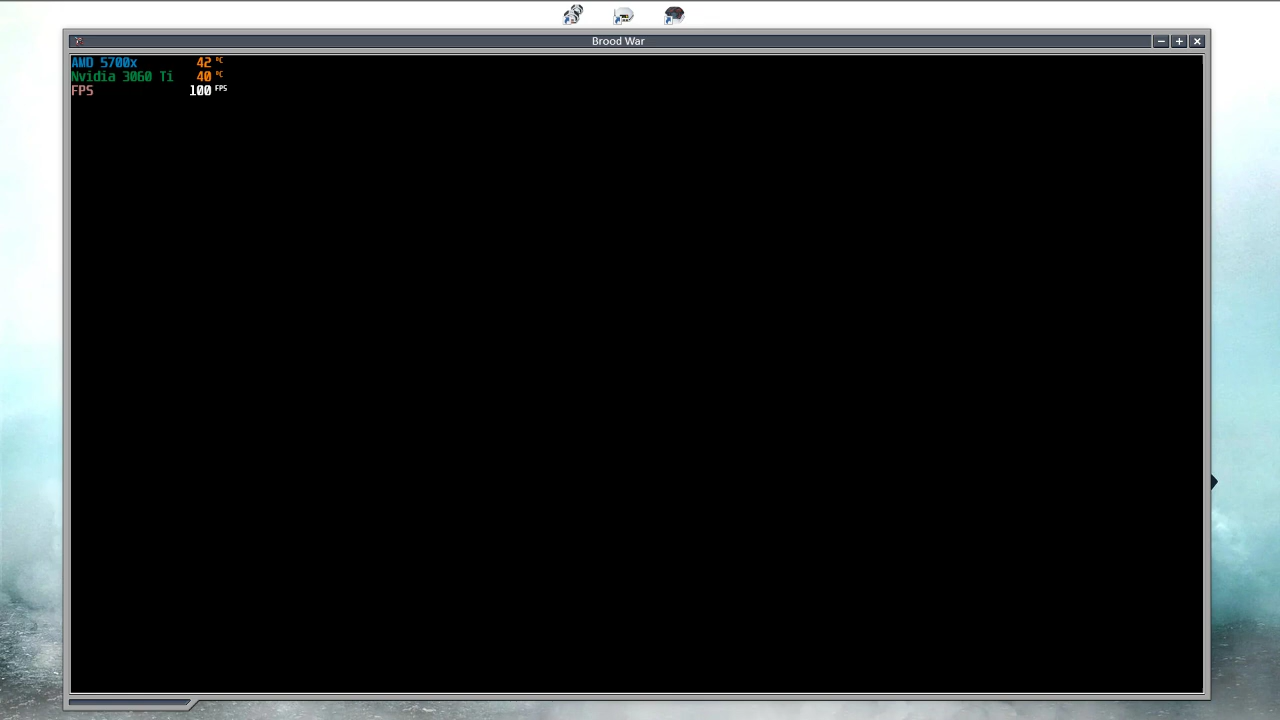 Brood War
AMD 5700x 42 °C
Nvidia 3060 Ti 40 °C
FPS 100 FPS